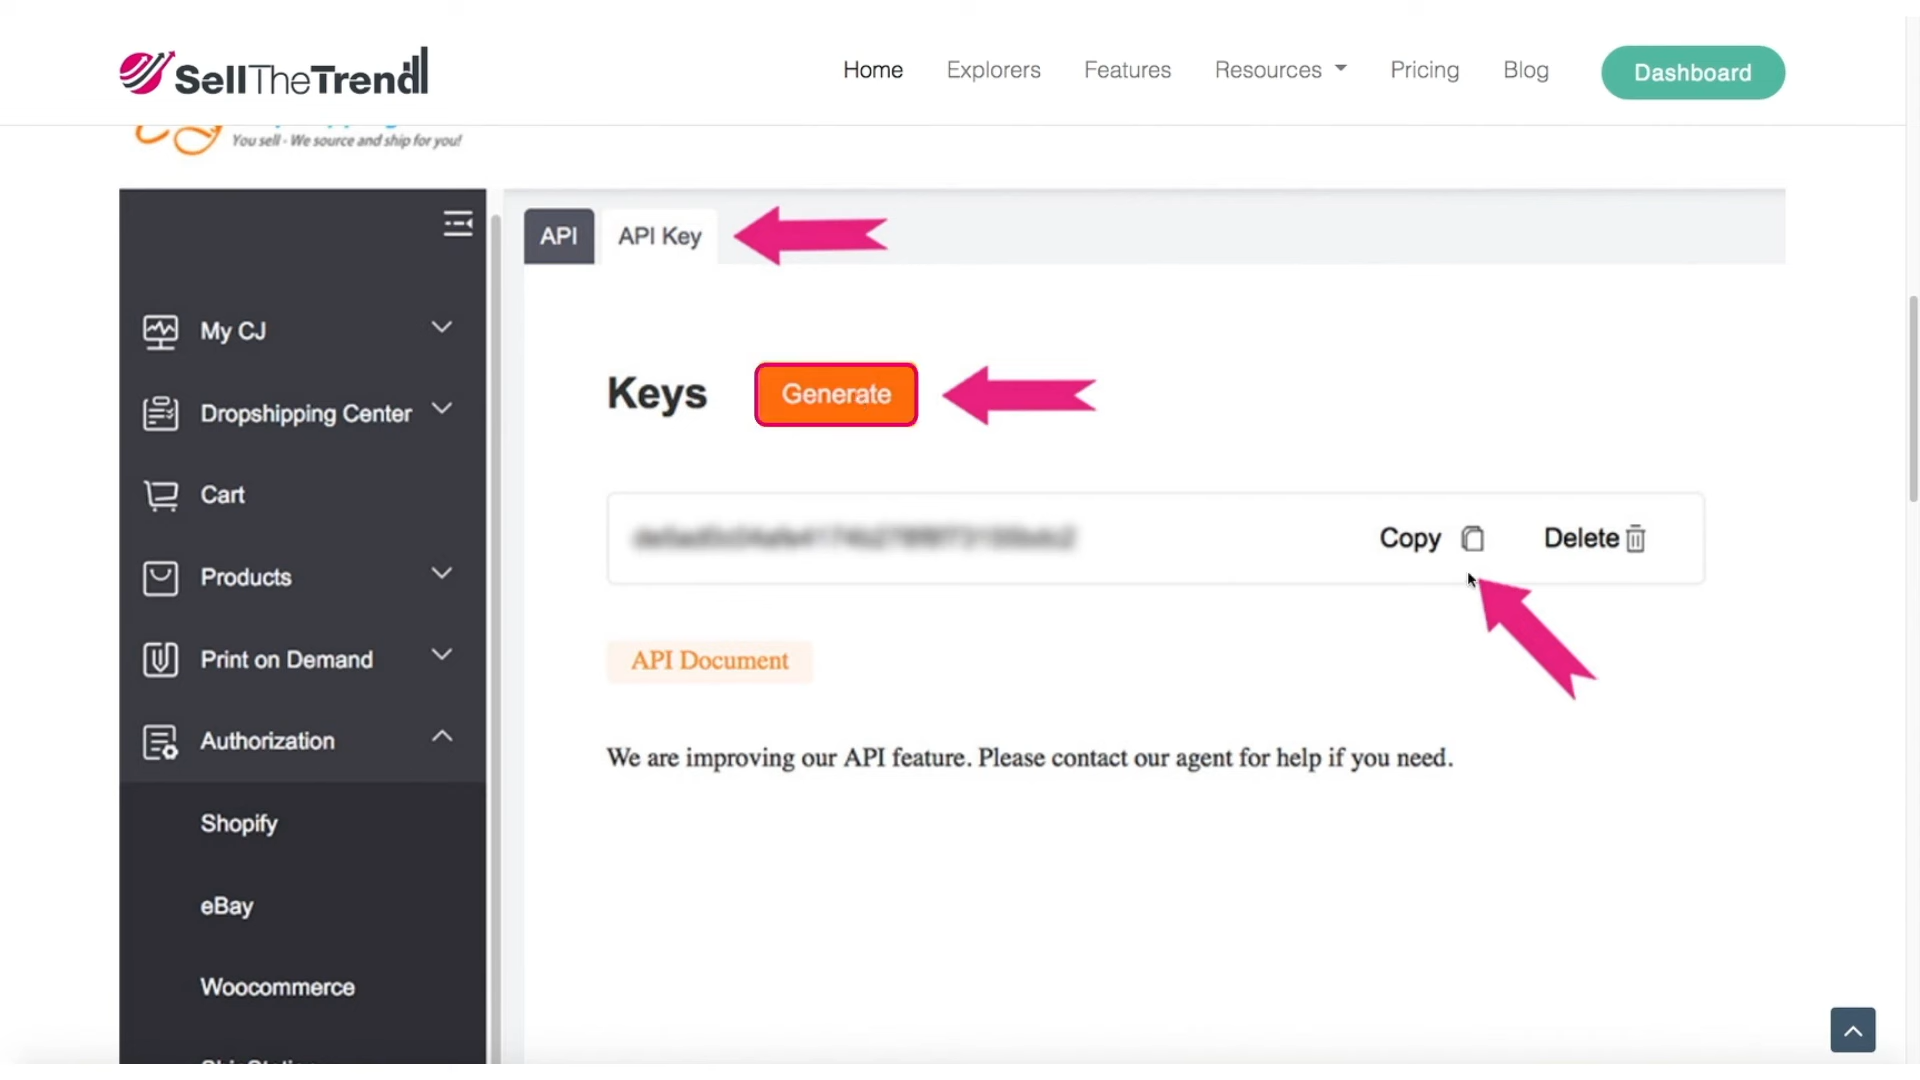 SellTheTrend
Home Explorers Features Resources Pricing Blog Dashboard
You sell - We source and ship for you!
API API Key
My CJ
Dropshipping Center
Cart
Products
Print on Demand
Authorization
Shopify
eBay
Woocommerce
Keys Generate
Copy Delete
API Document
We are improving our API feature. Please contact our agent for help if you need.